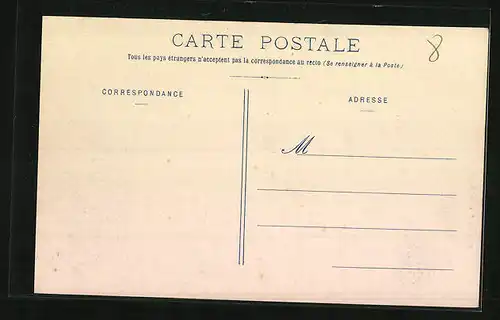 CARTE POSTALE
8
Tous les pays étrangers n'acceptent pas la correspondance au recto (Se renseigner à la Poste)
CORRESPONDANCE
ADRESSE
M